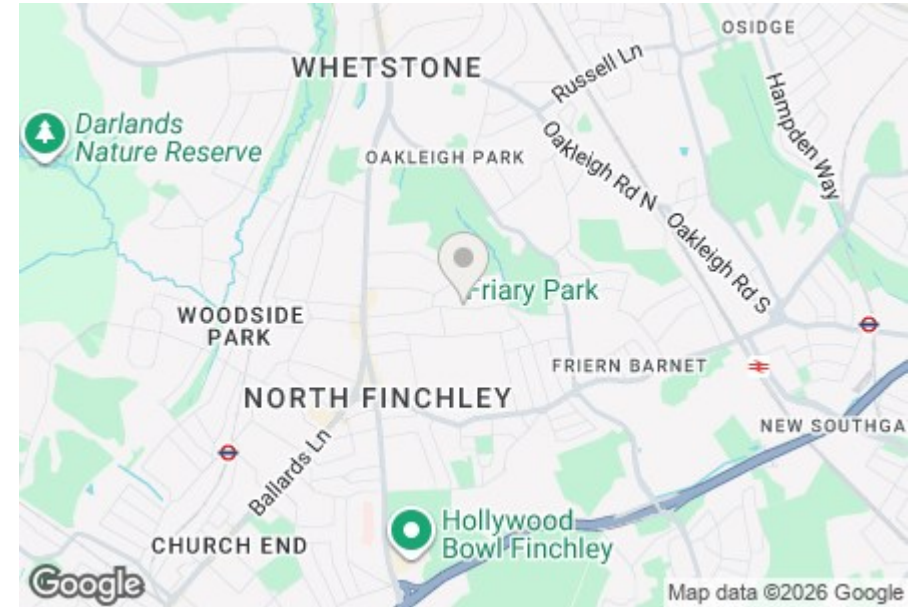 OSIDGE
WHETSTONE
Russell Ln
Hampden Way
Darlands
Nature Reserve
OAKLEIGH PARK
Oakleigh Rd N
Oakleigh Rd S
Friary Park
WOODSIDE
PARK
FRIERN BARNET
NORTH FINCHLEY
NEW SOUTHGA
Ballards Ln
Hollywood
Bowl Finchley
CHURCH END
Google
Map data ©2026 Google